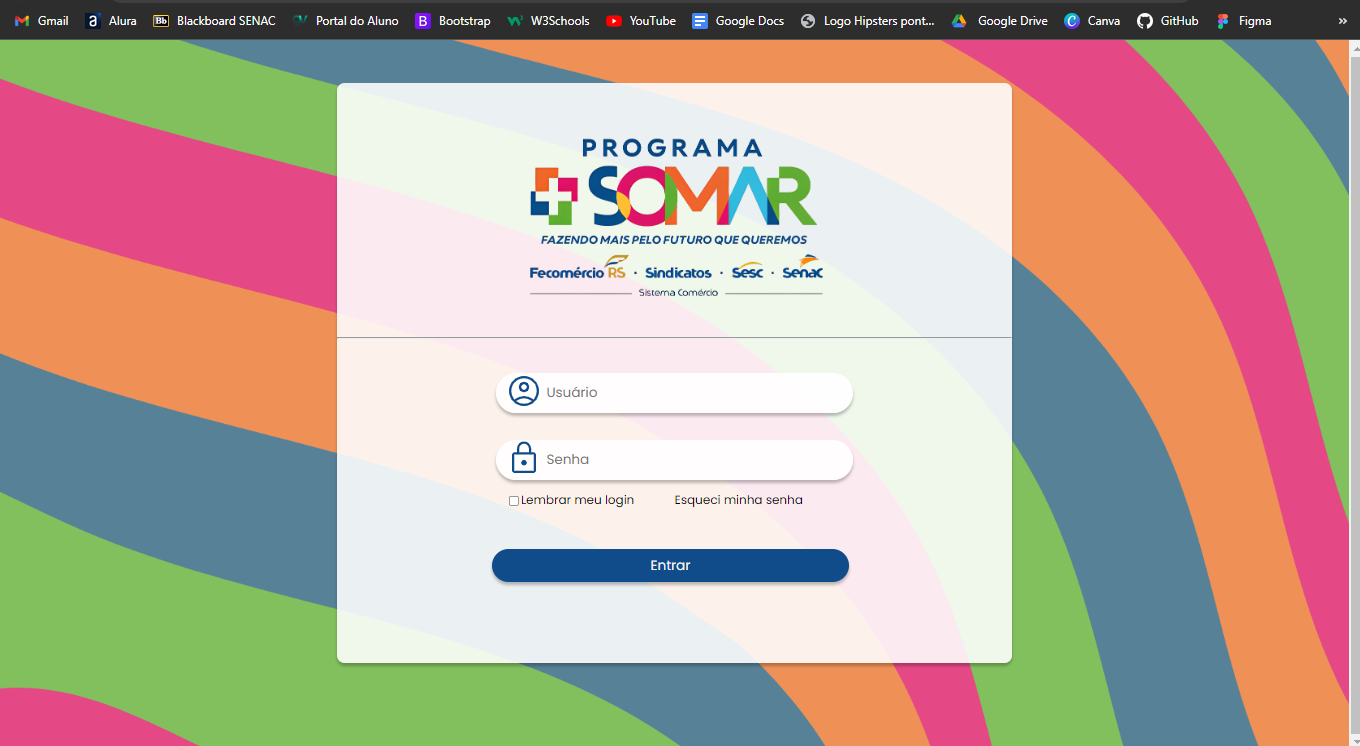 Gmail Alura Blackboard SENAC Portal do Aluno Bootstrap W3Schools YouTube Google Docs Logo Hipsters pont... Google Drive Canva GitHub Figma »
PROGRAMA
SOMAR
FAZENDO MAIS PELO FUTURO QUE QUEREMOS
Fecomércio RS · Sindicatos · Sesc · Senac
Sistema Comércio
Usuário
Senha
Lembrar meu login Esqueci minha senha
Entrar